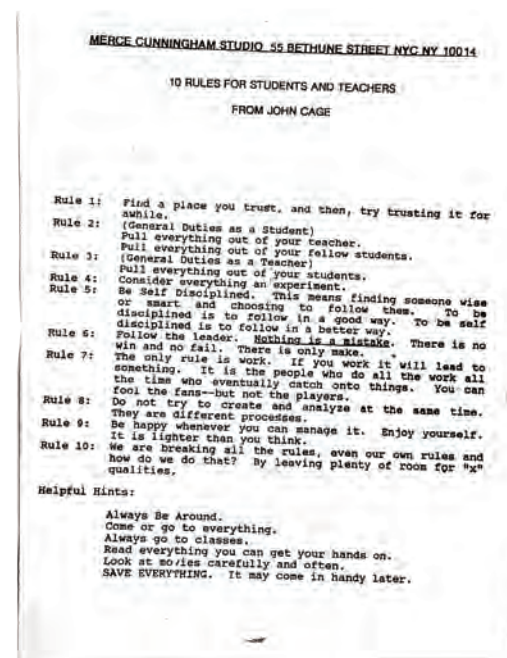 MERCE CUNNINGHAM STUDIO 55 BETHUNE STREET NYC NY 10014
10 RULES FOR STUDENTS AND TEACHERS
FROM JOHN CAGE
Rule 1: Find a place you trust, and then, try trusting it for
awhile.
Rule 2: (General Duties as a Student)
Pull everything out of your teacher.
Pull everything out of your fellow students.
Rule 3: (General Duties as a Teacher)
Pull everything out of your students.
Rule 4: Consider everything an experiment.
Rule 5: Be Self Disciplined. This means finding someone wise
or smart and choosing to follow them. To be
disciplined is to follow in a good way. To be self
disciplined is to follow in a better way.
Rule 6: Follow the leader. Nothing is a mistake. There is no
win and no fail. There is only make.
Rule 7: The only rule is work. If you work it will lead to
something. It is the people who do all the work all
the time who eventually catch onto things. You can
fool the fans--but not the players.
Rule 8: Do not try to create and analyze at the same time.
They are different processes.
Rule 9: Be happy whenever you can manage it. Enjoy yourself.
It is lighter than you think.
Rule 10: We are breaking all the rules, even our own rules and
how do we do that? By leaving plenty of room for "x"
qualities.
Helpful Hints:
Always Be Around.
Come or go to everything.
Always go to classes.
Read everything you can get your hands on.
Look at movies carefully and often.
SAVE EVERYTHING. It may come in handy later.